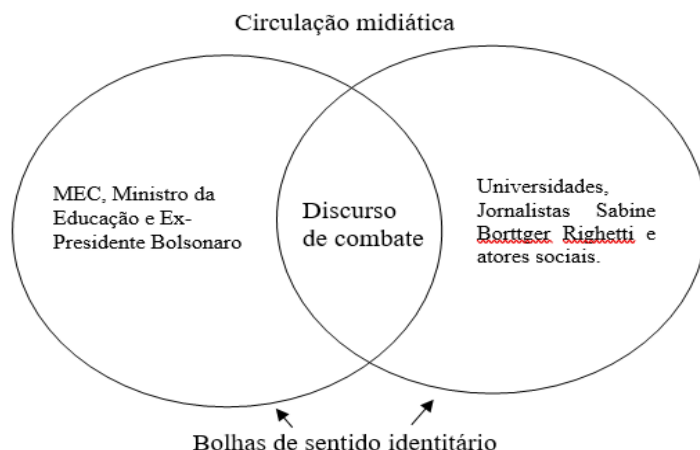 Circulação midiática
MEC, Ministro da
Educação e Ex-
Presidente Bolsonaro
Discurso
de combate
Universidades,
Jornalistas Sabine
Borttger Righetti e
atores sociais.
Bolhas de sentido identitário